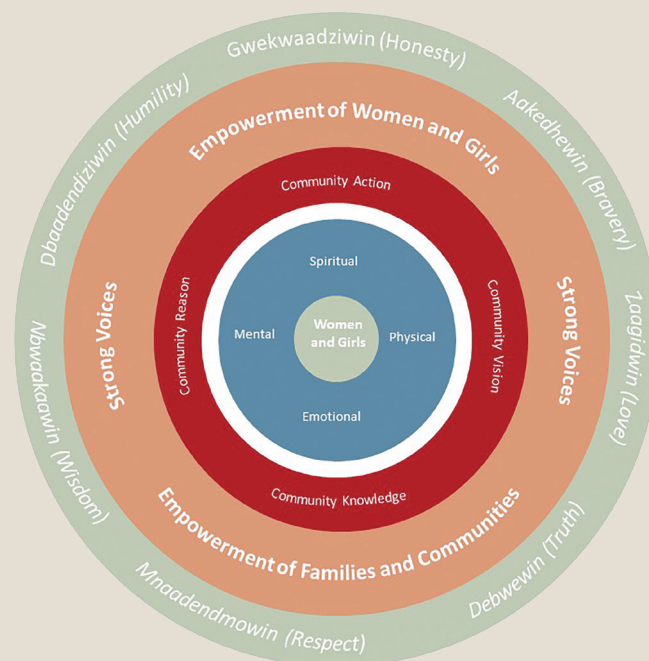 Gwekwaadziwin (Honesty)
Aakedhewin (Bravery)
Zaagidwin (Love)
Debwewin (Truth)
Mnaadendmowin (Respect)
Nbwaakaawin (Wisdom)
Dbaadendiziwin (Humility)
Empowerment of Women and Girls
Strong Voices
Empowerment of Families and Communities
Strong Voices
Community Action
Community Vision
Community Knowledge
Community Reason
Spiritual
Physical
Emotional
Mental
Women
and Girls